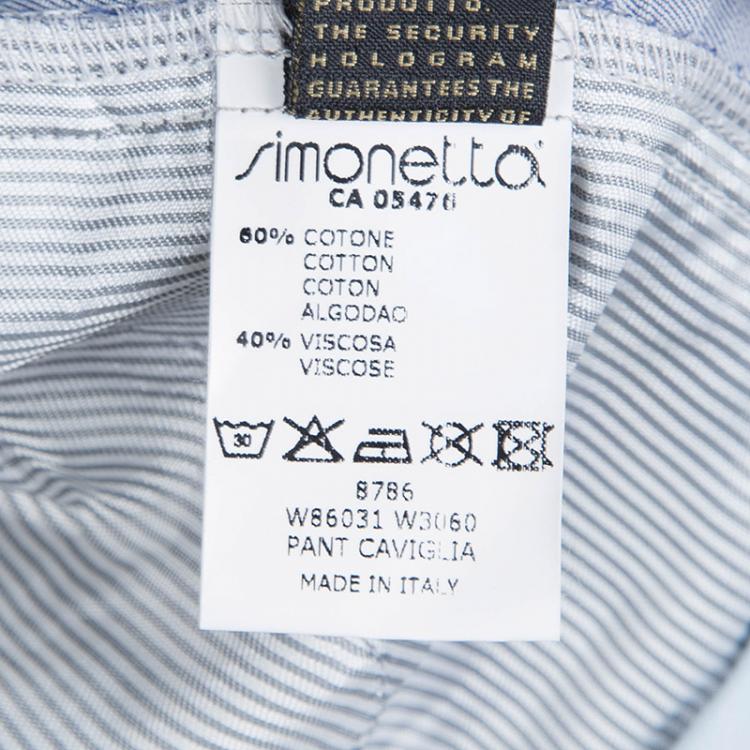 PRODOTTO.
THE SECURITY
HOLOGRAM
GUARANTEES THE
AUTHENTICITY OF
simonetta
CA 05476
60% COTONE
COTTON
COTON
ALGODAO
40% VISCOSA
VISCOSE
30
8786
W86031 W3060
PANT CAVIGLIA
MADE IN ITALY